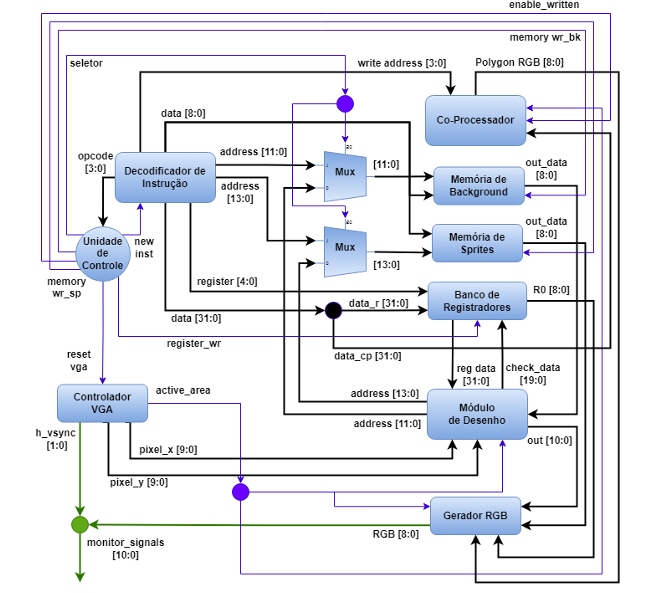 enable_written
memory wr_bk
seletor
write address [3:0]
Polygon RGB [8:0]
data [8:0]
Co-Processador
opcode
[3:0]
address [11:0]
Mux
[11:0]
out_data
[8:0]
Decodificador de
Instrução
address
[13:0]
Memória de
Background
out_data
[8:0]
Unidade
de
Controle
new
inst
Mux
Memória de
Sprites
[13:0]
memory
wr_sp
register [4:0]
Banco de
Registradores
R0 [8:0]
data [31:0]
data_r [31:0]
register_wr
data_cp [31:0]
reset
vga
reg data
[31:0]
check_data
[19:0]
active_area
address [13:0]
Controlador
VGA
address [11:0]
Módulo
de Desenho
h_vsync
[1:0]
out [10:0]
pixel_x [9:0]
pixel_y [9:0]
Gerador RGB
RGB [8:0]
monitor_signals
[10:0]